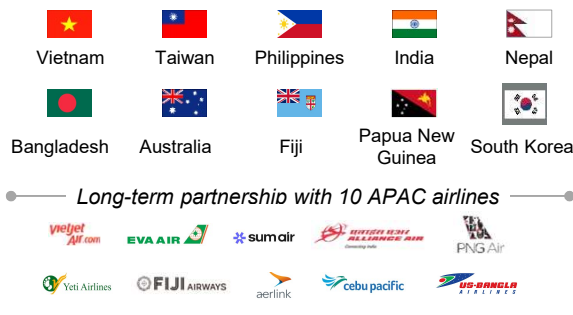 Vietnam
Taiwan
Philippines
India
Nepal
Bangladesh
Australia
Fiji
Papua New
Guinea
South Korea
Long-term partnership with 10 APAC airlines
vietjet
Air.com
EVA AIR
sum air
ALLIANCE AIR
Connecting India
PNG Air
Yeti Airlines
FIJI AIRWAYS
aerlink
cebu pacific
US-BANGLA
AIRLINES